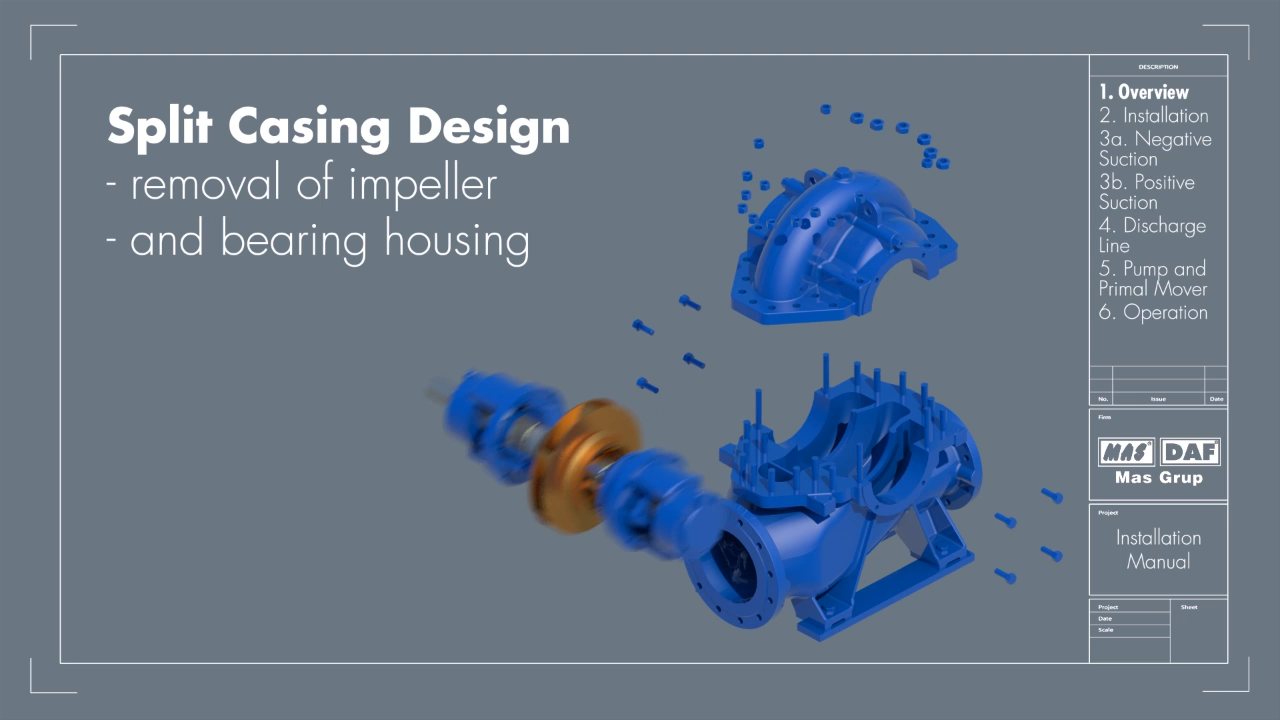 Split Casing Design
- removal of impeller
- and bearing housing
DESCRIPTION
1. Overview
2. Installation
3a. Negative
Suction
3b. Positive
Suction
4. Discharge
Line
5. Pump and
Primal Mover
6. Operation
No. Issue Date
Firm
MAS DAF
Mas Grup
Project
Installation
Manual
Project Sheet
Date
Scale